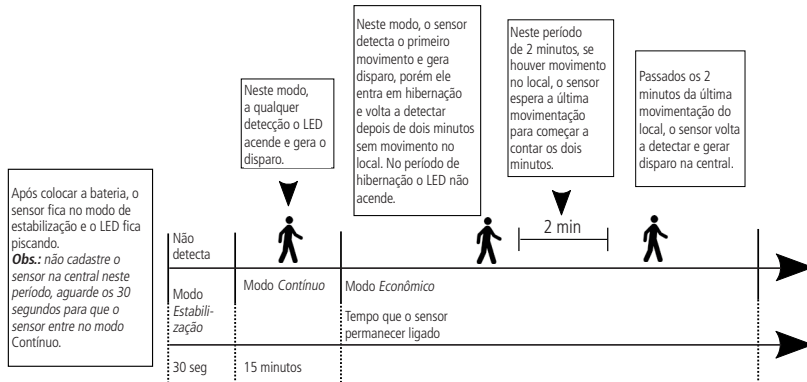 Após colocar a bateria, o
sensor fica no modo de
estabilização e o LED fica
piscando.
Obs.: não cadastre o
sensor na central neste
período, aguarde os 30
segundos para que o
sensor entre no modo
Contínuo.
Neste modo,
a qualquer
detecção o LED
acende e gera o
disparo.
Neste modo, o sensor
detecta o primeiro
movimento e gera
disparo, porém ele
entra em hibernação
e volta a detectar
depois de dois minutos
sem movimento no
local. No período de
hibernação o LED não
acende.
Neste período
de 2 minutos, se
houver movimento
no local, o sensor
espera a última
movimentação
para começar a
contar os dois
minutos.
Passados os 2
minutos da última
movimentação do
local, o sensor volta
a detectar e gerar
disparo na central.
2 min
Não
detecta
Modo
Estabili-
zação
Modo Contínuo
Modo Econômico
Tempo que o sensor
permanecer ligado
30 seg
15 minutos